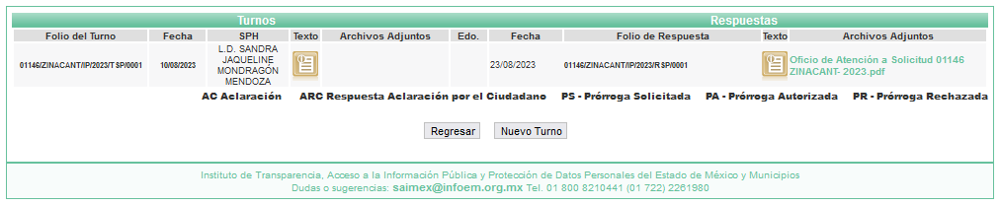 Turnos Respuestas
Folio del Turno Fecha SPH Texto Archivos Adjuntos Edo. Fecha Folio de Respuesta Texto Archivos Adjuntos
01146/ZINACANT/IP/2023/TSP/0001 10/08/2023 L.D. SANDRA JAQUELINE MONDRAGÓN MENDOZA 23/08/2023 01146/ZINACANT/IP/2023/RSP/0001 Oficio de Atención a Solicitud 01146 ZINACANT- 2023.pdf
AC Aclaración ARC Respuesta Aclaración por el Ciudadano PS - Prórroga Solicitada PA - Prórroga Autorizada PR - Prórroga Rechazada
Regresar Nuevo Turno
Instituto de Transparencia, Acceso a la Información Pública y Protección de Datos Personales del Estado de México y Municipios
Dudas o sugerencias: saimex@infoem.org.mx Tel. 01 800 8210441 (01 722) 2261980